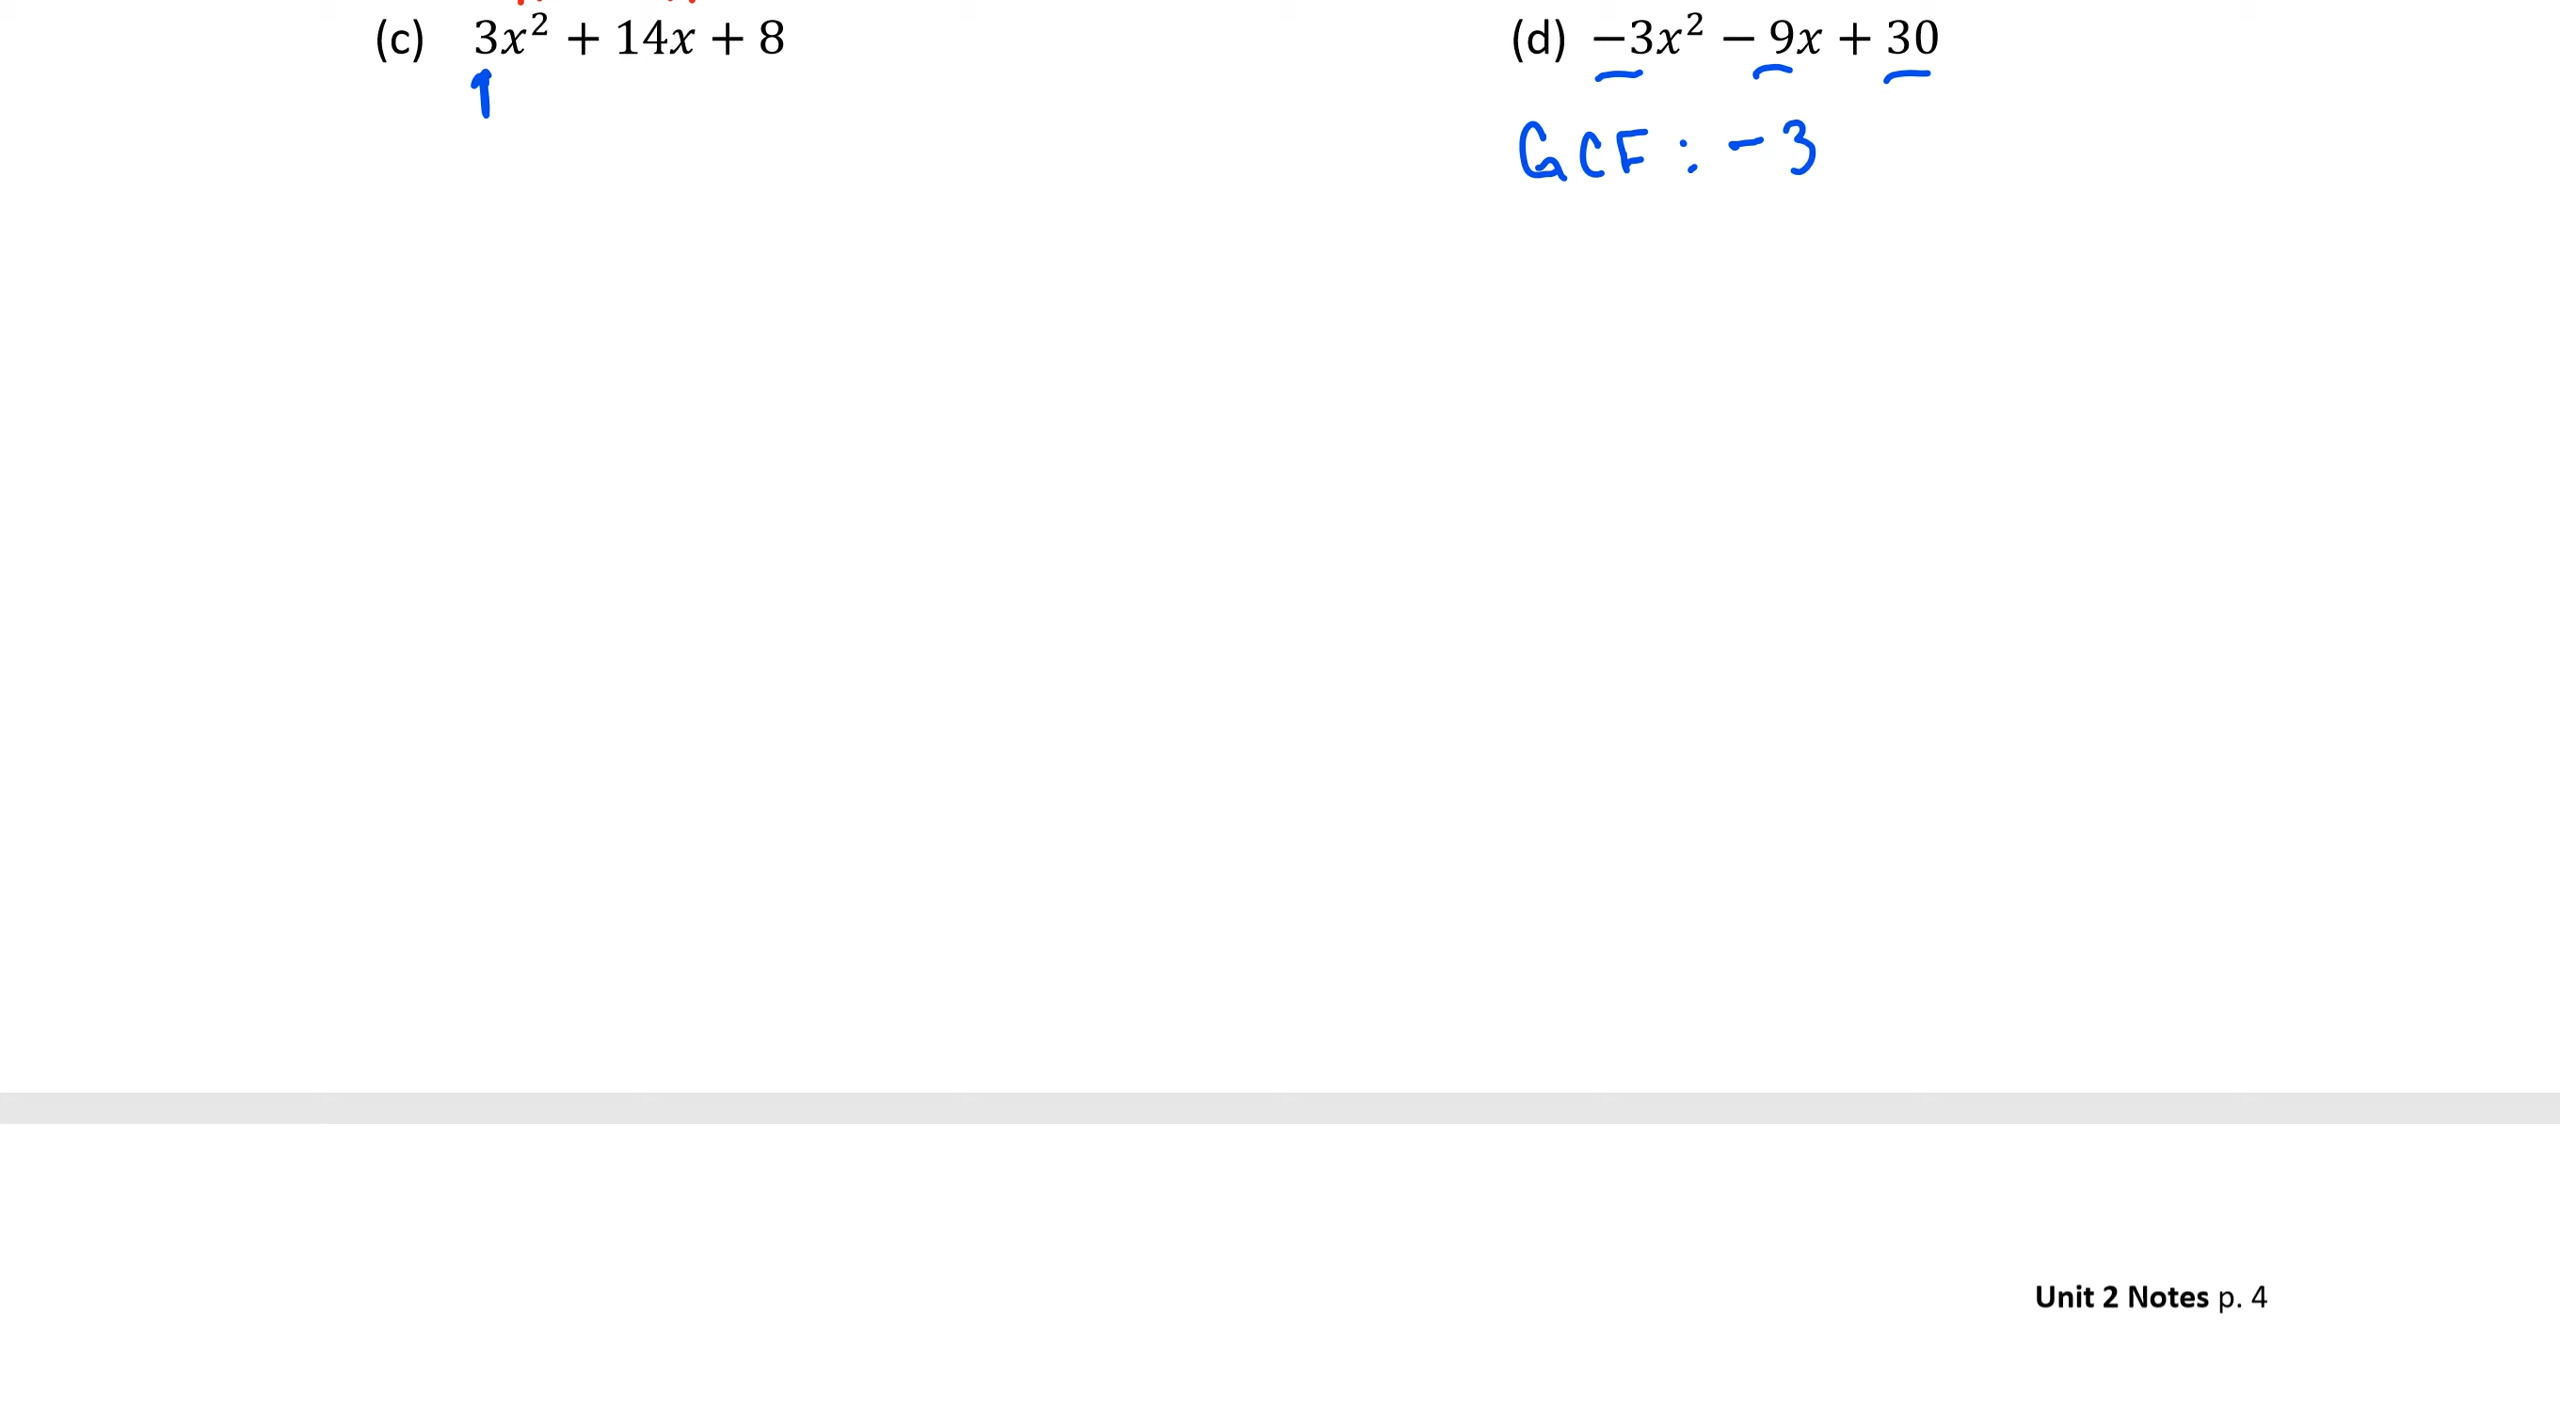 (c) 3x² + 14x + 8
(d) −3x² − 9x + 30
GCF : -3
Unit 2 Notes p. 4